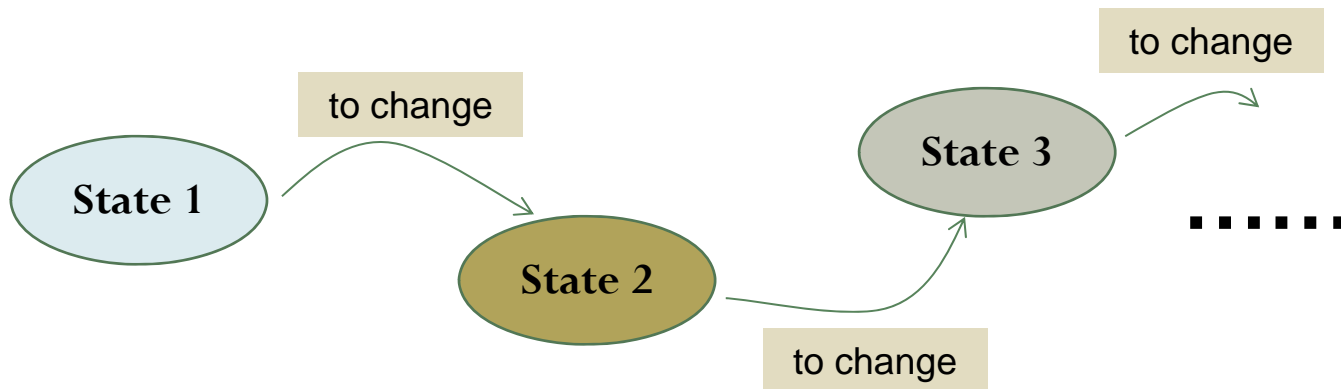 State 1
to change
State 2
to change
State 3
to change
......